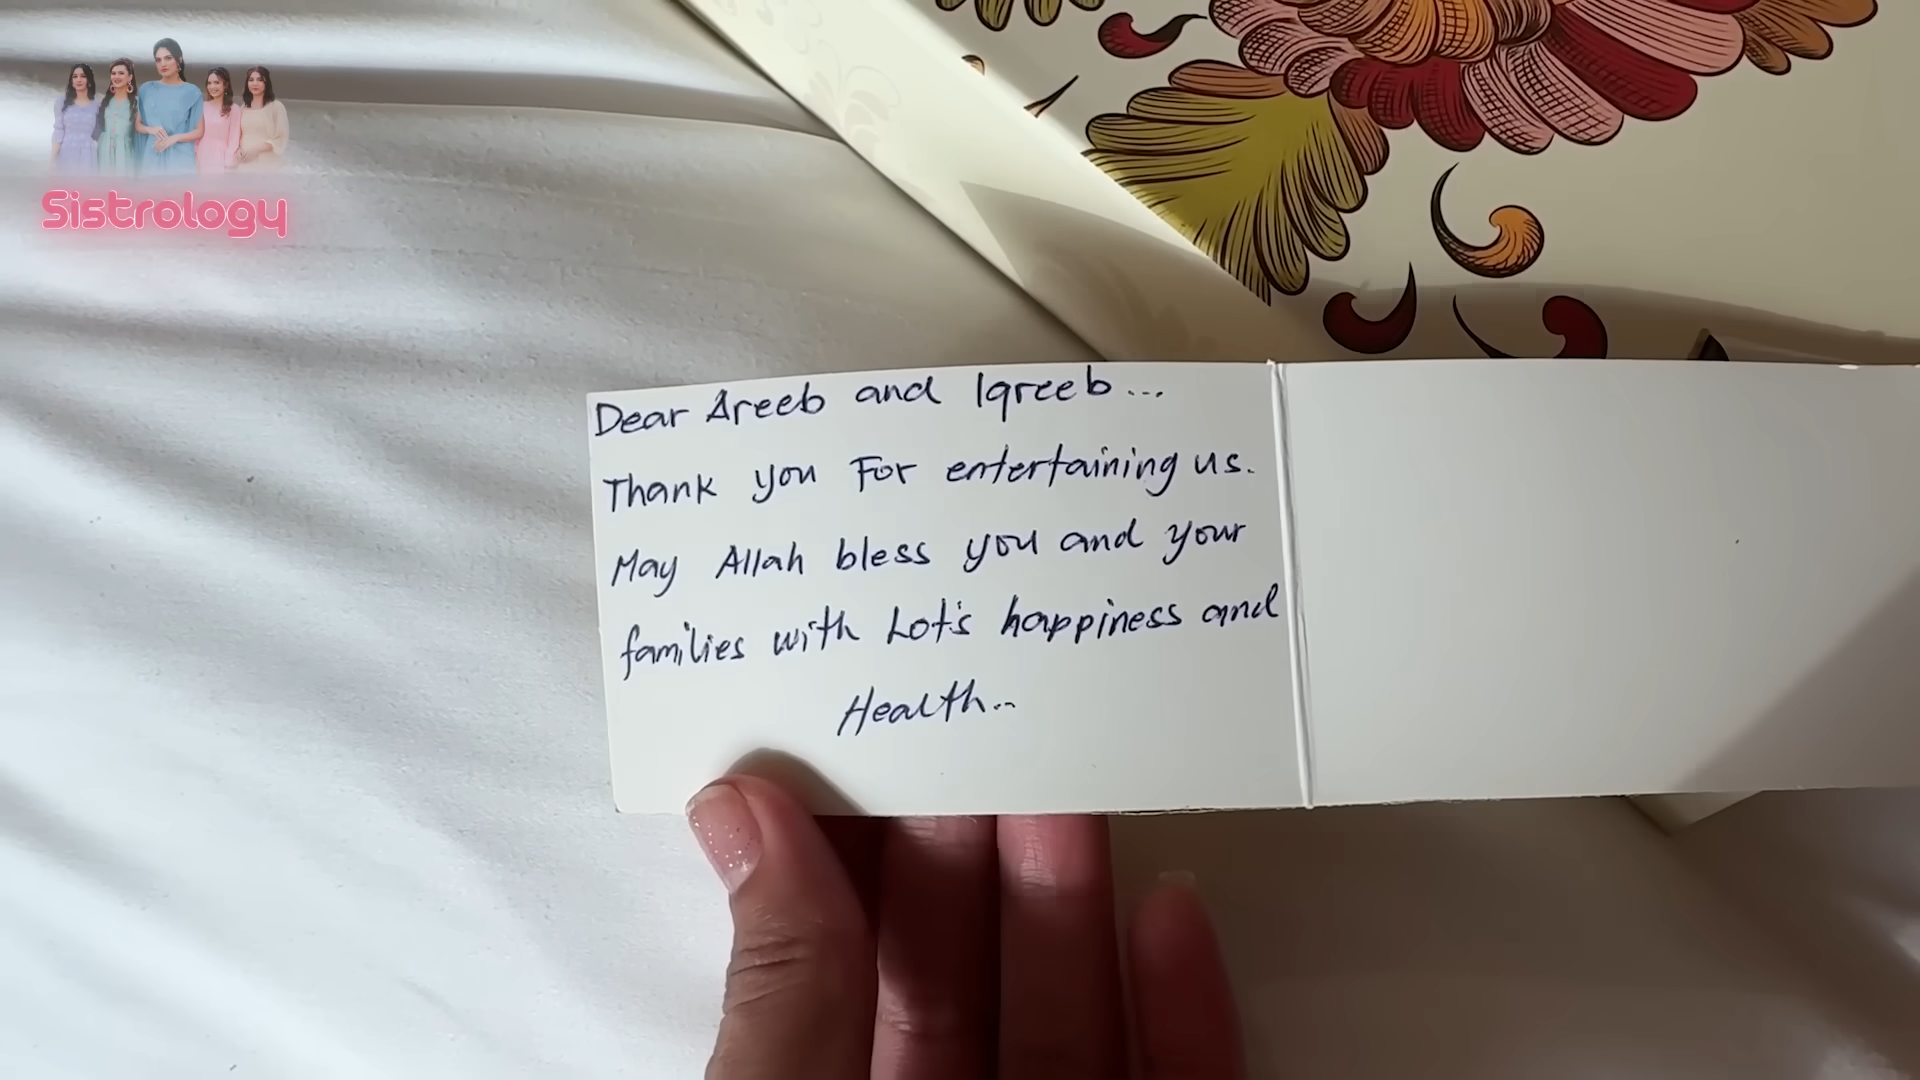 Sistrology
Dear Areeb and Iqreeb...
Thank you For entertaining us.
May Allah bless you and your
families with Lot's happiness and
Health..